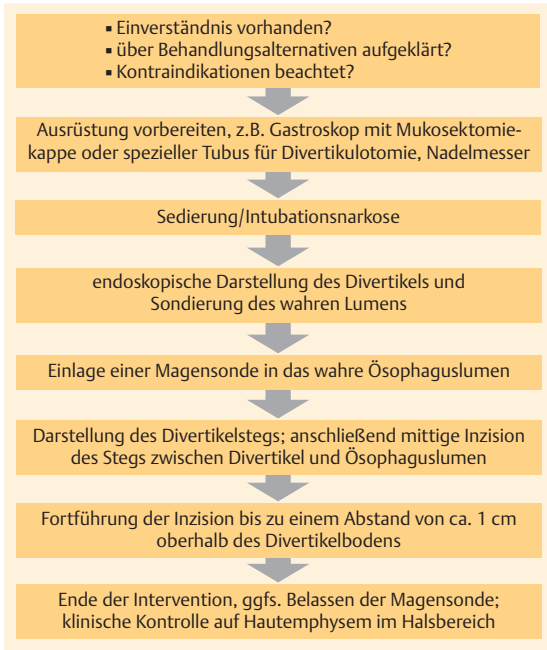 ▪ Einverständnis vorhanden?
▪ über Behandlungsalternativen aufgeklärt?
▪ Kontraindikationen beachtet?
Ausrüstung vorbereiten, z.B. Gastroskop mit Mukosektomie-
kappe oder spezieller Tubus für Divertikulotomie, Nadelmesser
Sedierung/Intubationsnarkose
endoskopische Darstellung des Divertikels und
Sondierung des wahren Lumens
Einlage einer Magensonde in das wahre Ösophaguslumen
Darstellung des Divertikelstegs; anschließend mittige Inzision
des Stegs zwischen Divertikel und Ösophaguslumen
Fortführung der Inzision bis zu einem Abstand von ca. 1 cm
oberhalb des Divertikelbodens
Ende der Intervention, ggfs. Belassen der Magensonde;
klinische Kontrolle auf Hautemphysem im Halsbereich